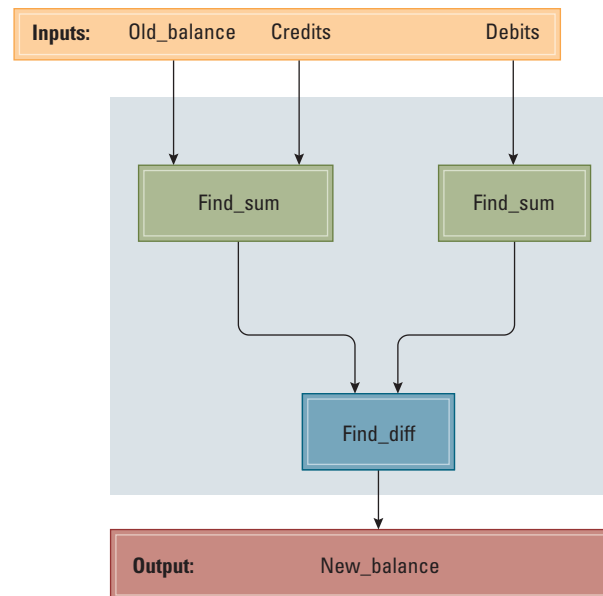 Inputs: Old_balance Credits Debits
Find_sum Find_sum
Find_diff
Output: New_balance